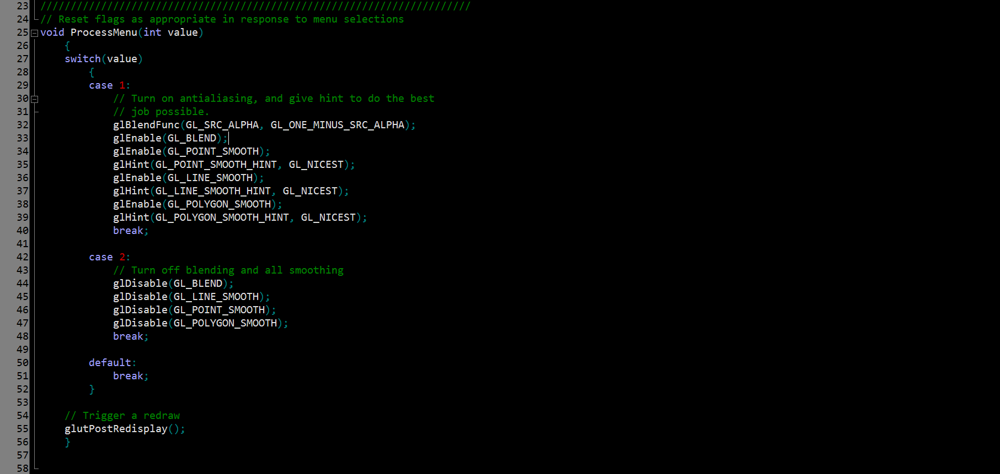 23 ///////////////////////////////////////////////////////////////////////
24 // Reset flags as appropriate in response to menu selections
25 void ProcessMenu(int value)
26 {
27 switch(value)
28 {
29 case 1:
30 // Turn on antialiasing, and give hint to do the best
31 // job possible.
32 glBlendFunc(GL_SRC_ALPHA, GL_ONE_MINUS_SRC_ALPHA);
33 glEnable(GL_BLEND);
34 glEnable(GL_POINT_SMOOTH);
35 glHint(GL_POINT_SMOOTH_HINT, GL_NICEST);
36 glEnable(GL_LINE_SMOOTH);
37 glHint(GL_LINE_SMOOTH_HINT, GL_NICEST);
38 glEnable(GL_POLYGON_SMOOTH);
39 glHint(GL_POLYGON_SMOOTH_HINT, GL_NICEST);
40 break;
41
42 case 2:
43 // Turn off blending and all smoothing
44 glDisable(GL_BLEND);
45 glDisable(GL_LINE_SMOOTH);
46 glDisable(GL_POINT_SMOOTH);
47 glDisable(GL_POLYGON_SMOOTH);
48 break;
49
50 default:
51 break;
52 }
53
54 // Trigger a redraw
55 glutPostRedisplay();
56 }
57
58